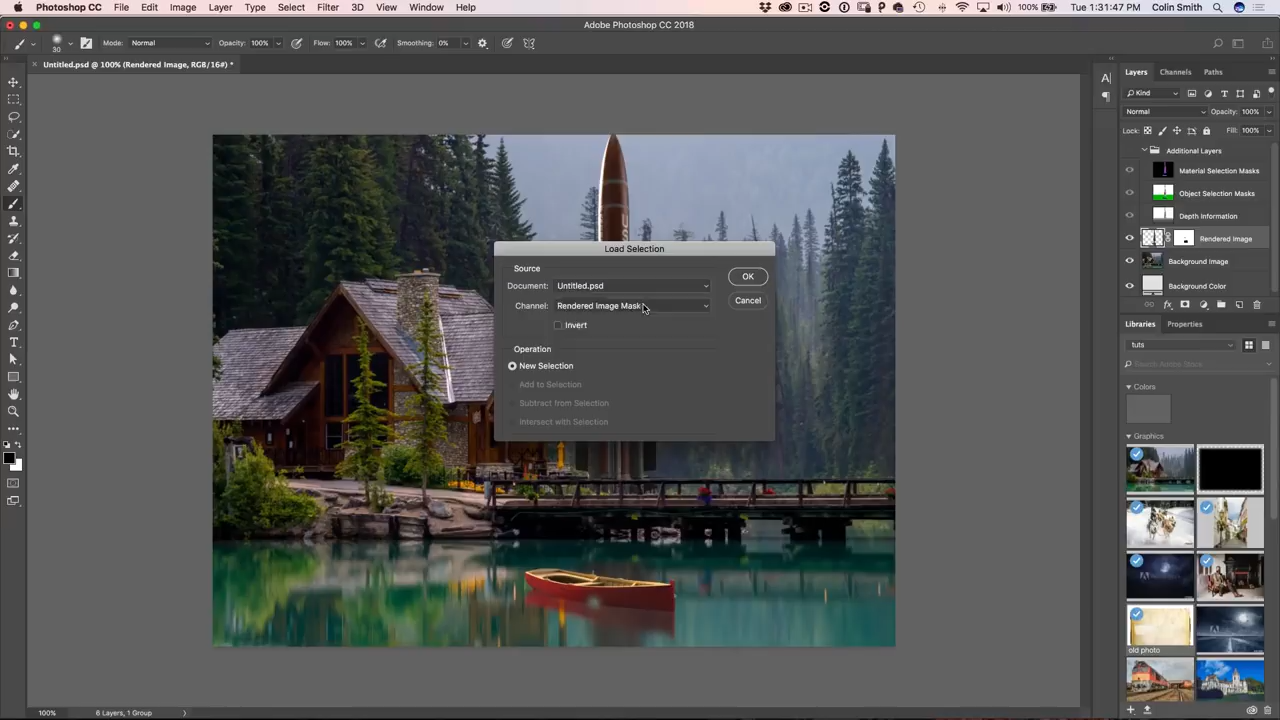 Photoshop CC File Edit Image Layer Type Select Filter 3D View Window Help 100% Tue 1:31:47 PM Colin Smith
Adobe Photoshop CC 2018
30 Mode: Normal Opacity: 100% Flow: 100% Smoothing: 0%
Untitled.psd @ 100% (Rendered Image, RGB/16#) *
Layers Channels Paths
Kind
Normal Opacity: 100%
Lock: Fill: 100%
Additional Layers
Material Selection Masks
Object Selection Masks
Depth Information
Rendered Image
Background Image
Background Color
Load Selection
Source
Document: Untitled.psd
Channel: Rendered Image Mask
Invert
OK
Cancel
Operation
New Selection
Add to Selection
Subtract from Selection
Intersect with Selection
Libraries Properties
tuts
Search Adobe Stock
Colors
Graphics
old photo
100% 6 Layers, 1 Group